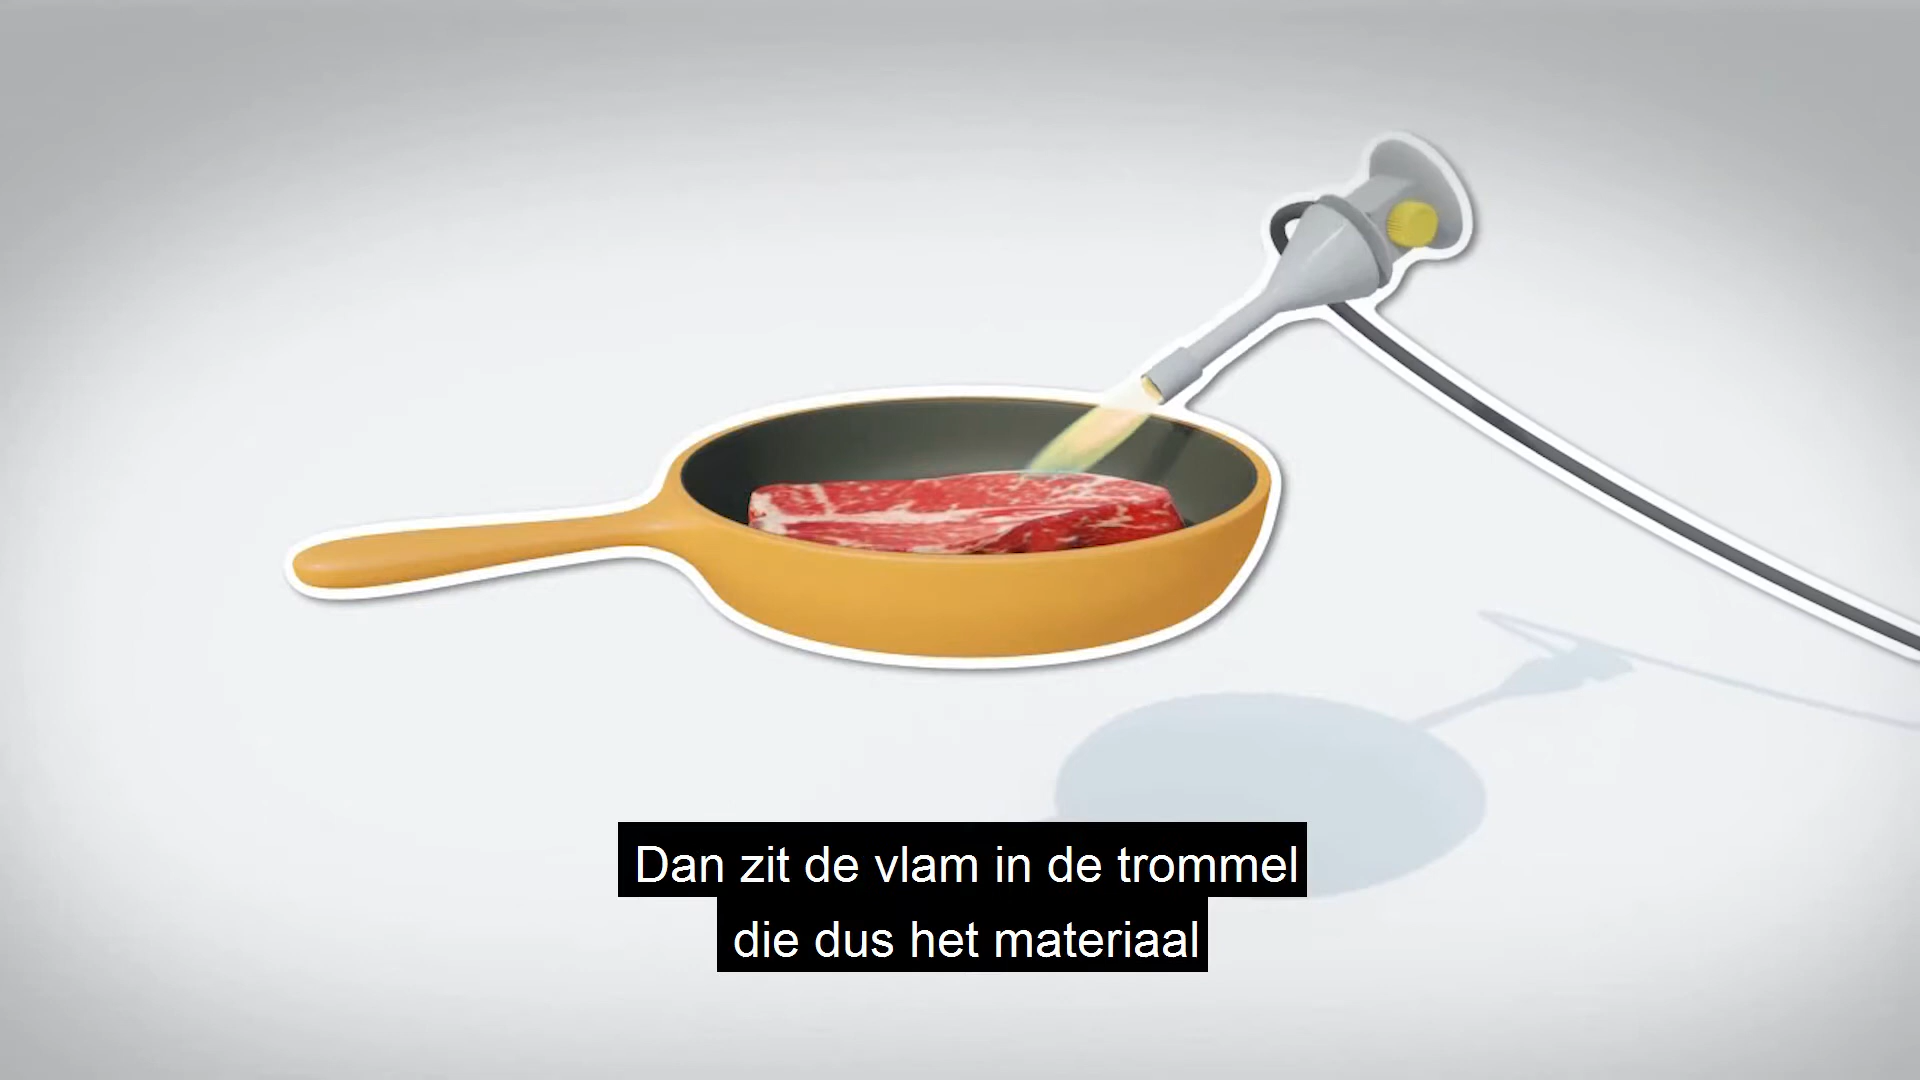 Dan zit de vlam in de trommel
die dus het materiaal